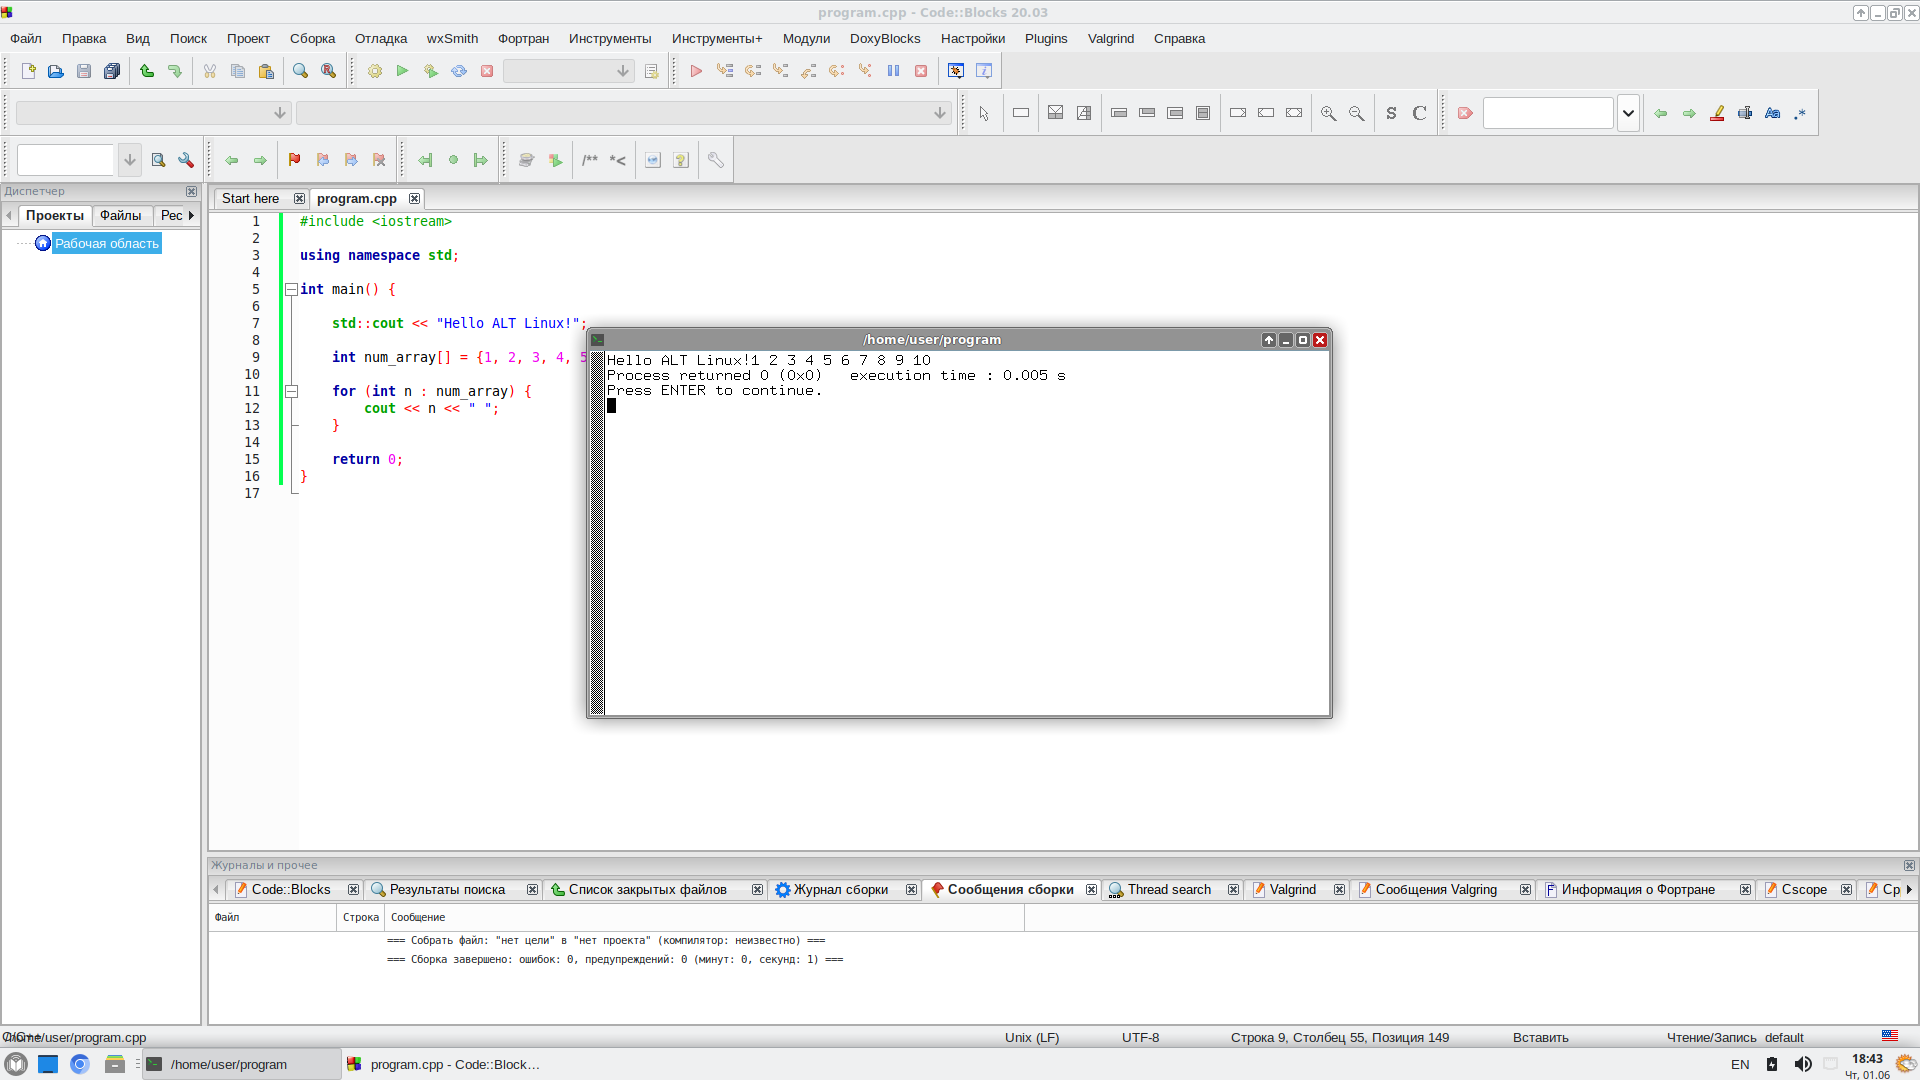 program.cpp - Code::Blocks 20.03
Файл Правка Вид Поиск Проект Сборка Отладка wxSmith Фортран Инструменты Инструменты+ Модули DoxyBlocks Настройки Plugins Valgrind Справка
S C
/** *<
Диспетчер
Проекты Файлы Рес
Рабочая область
Start here program.cpp
1 #include <iostream>
2
3 using namespace std;
4
5 int main() {
6
7 std::cout << "Hello ALT Linux!";
8
9 int num_array[] = {1, 2, 3, 4, 5
10
11 for (int n : num_array) {
12 cout << n << " ";
13 }
14
15 return 0;
16 }
17
/home/user/program
Hello ALT Linux!1 2 3 4 5 6 7 8 9 10
Process returned 0 (0x0)   execution time : 0.005 s
Press ENTER to continue.
Журналы и прочее
Code::Blocks Результаты поиска Список закрытых файлов Журнал сборки Сообщения сборки Thread search Valgrind Сообщения Valgring Информация о Фортране Cscope Cp
Файл Строка Сообщение
=== Собрать файл: "нет цели" в "нет проекта" (компилятор: неизвестно) ===
=== Сборка завершено: ошибок: 0, предупреждений: 0 (минут: 0, секунд: 1) ===
/home/user/program.cpp Unix (LF) UTF-8 Строка 9, Столбец 55, Позиция 149 Вставить Чтение/Запись default
/home/user/program program.cpp - Code::Block... EN 18:43
Чт, 01.06